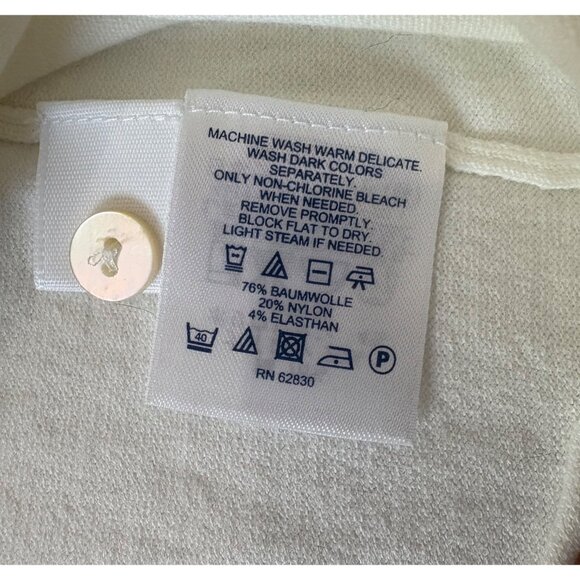 MACHINE WASH WARM DELICATE.
WASH DARK COLORS
SEPARATELY.
ONLY NON-CHLORINE BLEACH
WHEN NEEDED.
REMOVE PROMPTLY.
BLOCK FLAT TO DRY.
LIGHT STEAM IF NEEDED.
76% BAUMWOLLE
20% NYLON
4% ELASTHAN
40 P
RN 62830